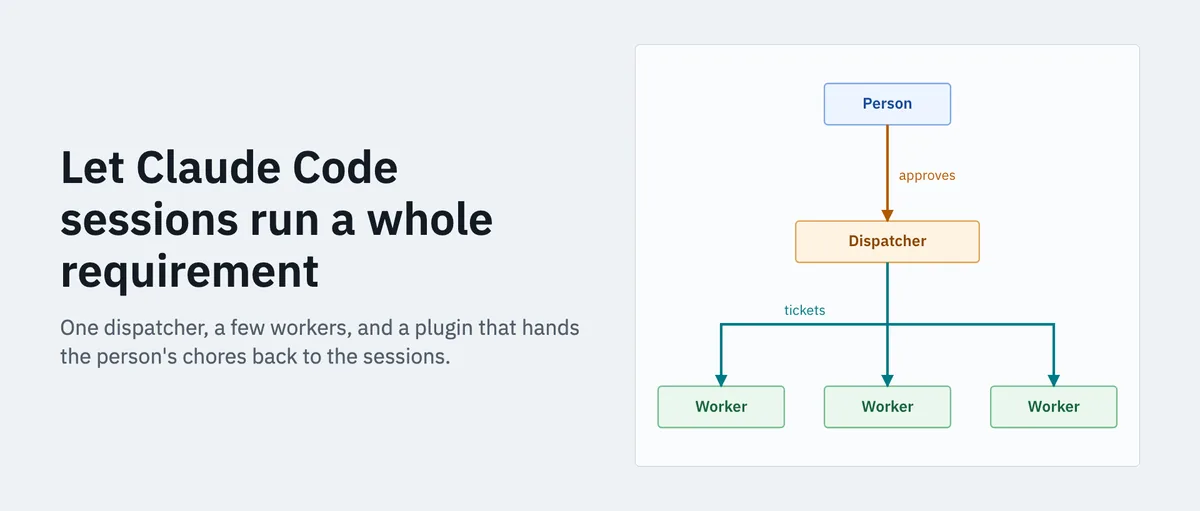 Let Claude Code
sessions run a whole
requirement
One dispatcher, a few workers, and a plugin that hands
the person's chores back to the sessions.
Person
approves
Dispatcher
tickets
Worker
Worker
Worker